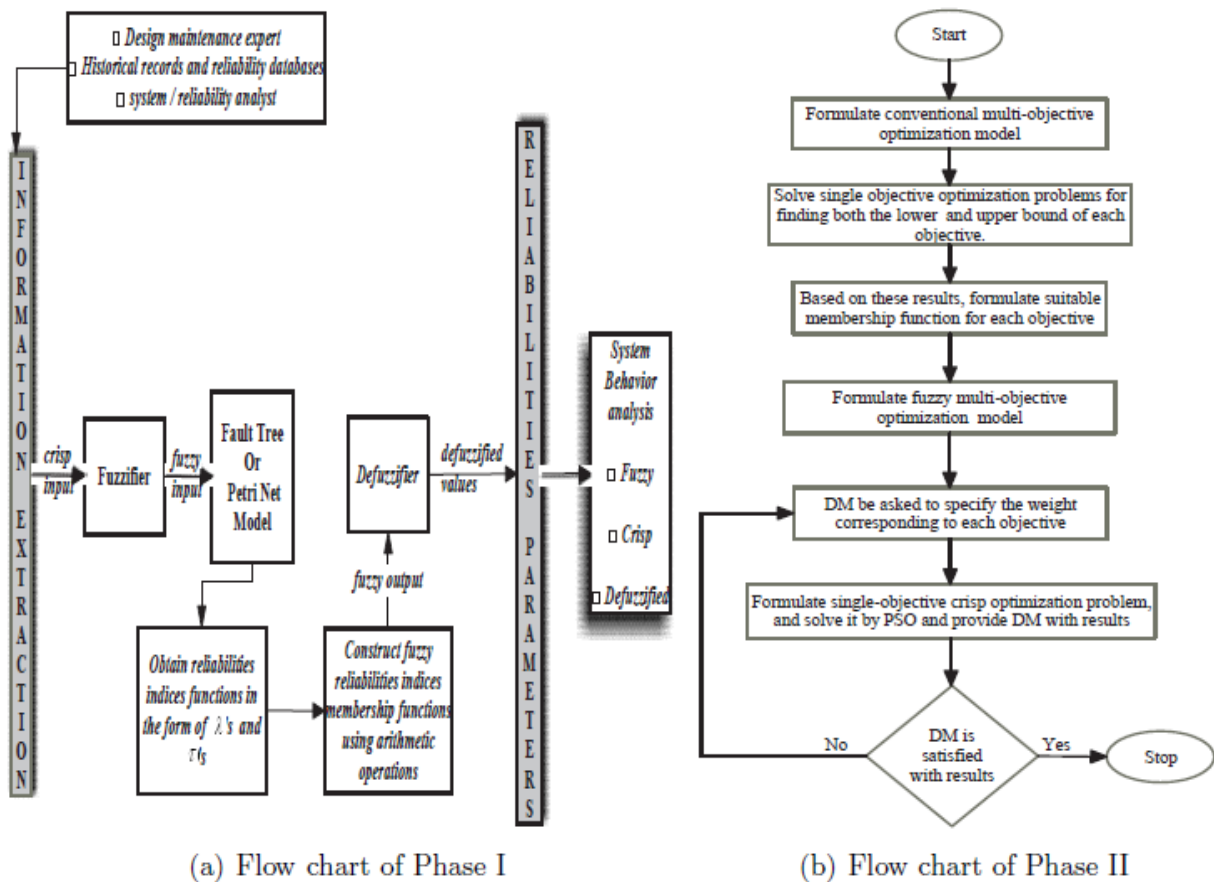 ▯ Design maintenance expert
▯ Historical records and reliability databases
▯ system / reliability analyst
INFORMATION EXTRACTION
crisp
input
Fuzzifier
fuzzy
input
Fault Tree
Or
Petri Net
Model
Obtain reliabilities
indices functions in
the form of λ's and
τ's
Construct fuzzy
reliabilities indices
membership functions
using arithmetic
operations
fuzzy output
Defuzzifier
defuzzified
values
RELIABILITIES PARAMETERS
System
Behavior
analysis
▯ Fuzzy
▯ Crisp
▯ Defuzzified
(a) Flow chart of Phase I
Start
Formulate conventional multi-objective
optimization model
Solve single objective optimization problems for
finding both the lower and upper bound of each
objective.
Based on these results, formulate suitable
membership function for each objective
Formulate fuzzy multi-objective
optimization model
DM be asked to specify the weight
corresponding to each objective
Formulate single-objective crisp optimization problem,
and solve it by PSO and provide DM with results
No
DM is
satisfied
with results
Yes
Stop
(b) Flow chart of Phase II